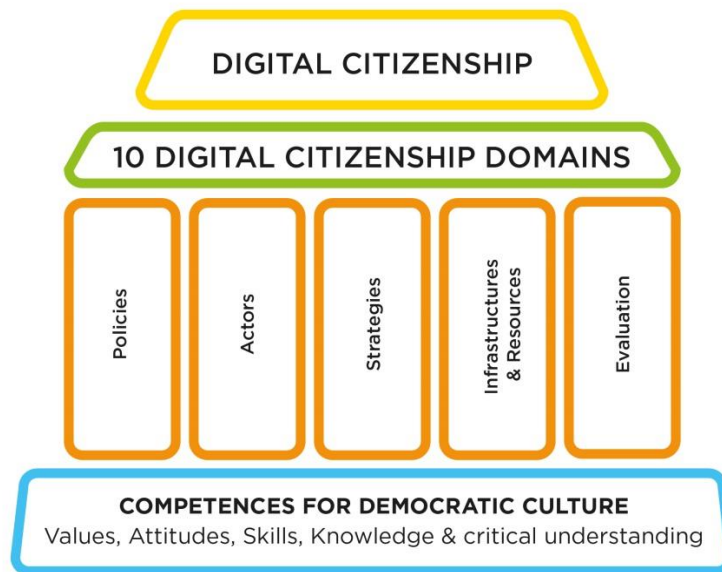 DIGITAL CITIZENSHIP
10 DIGITAL CITIZENSHIP DOMAINS
Policies
Actors
Strategies
Infrastructures
& Resources
Evaluation
COMPETENCES FOR DEMOCRATIC CULTURE
Values, Attitudes, Skills, Knowledge & critical understanding